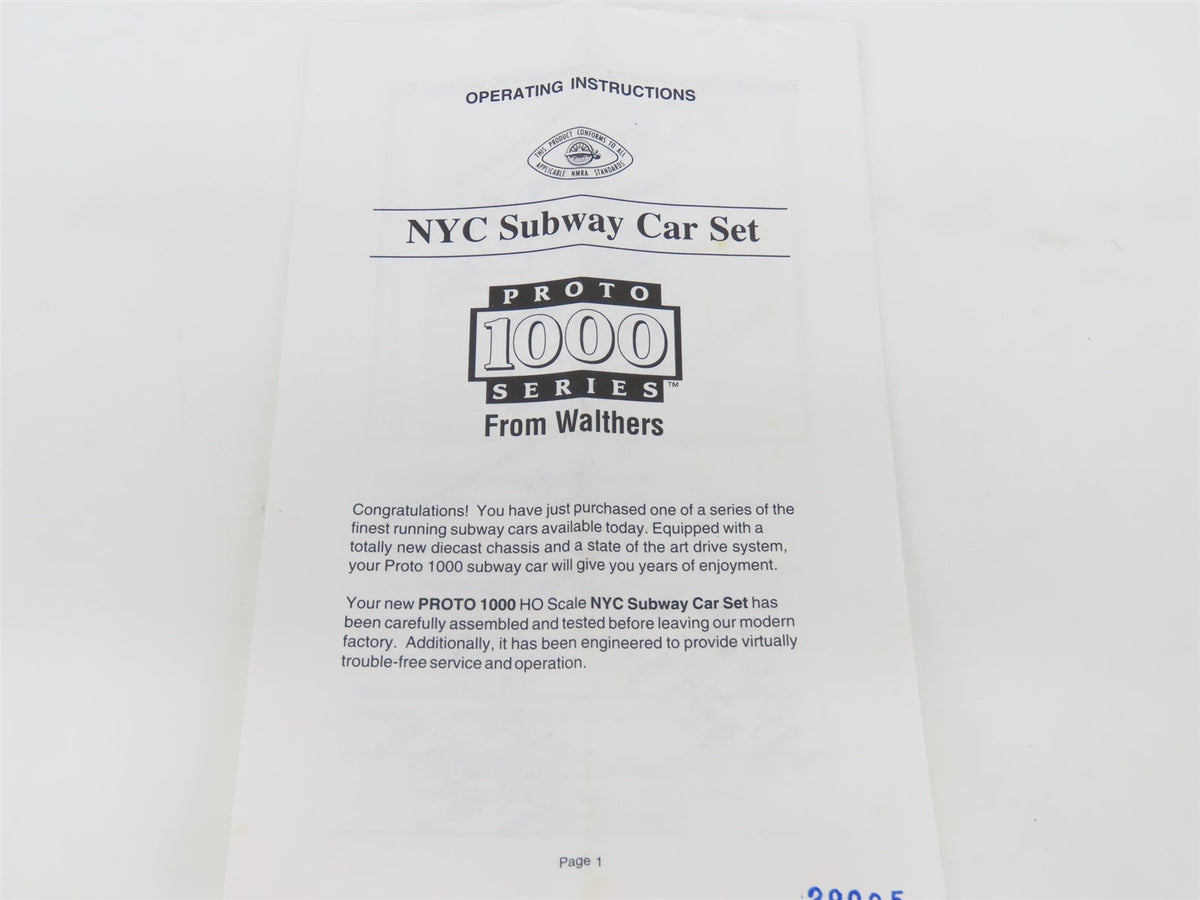 OPERATING INSTRUCTIONS
THIS PRODUCT CONFORMS TO ALL
APPLICABLE NMRA STANDARDS
NYC Subway Car Set
PROTO
1000
SERIES™
From Walthers
Congratulations! You have just purchased one of a series of the
finest running subway cars available today. Equipped with a
totally new diecast chassis and a state of the art drive system,
your Proto 1000 subway car will give you years of enjoyment.
Your new PROTO 1000 HO Scale NYC Subway Car Set has
been carefully assembled and tested before leaving our modern
factory. Additionally, it has been engineered to provide virtually
trouble-free service and operation.
Page 1